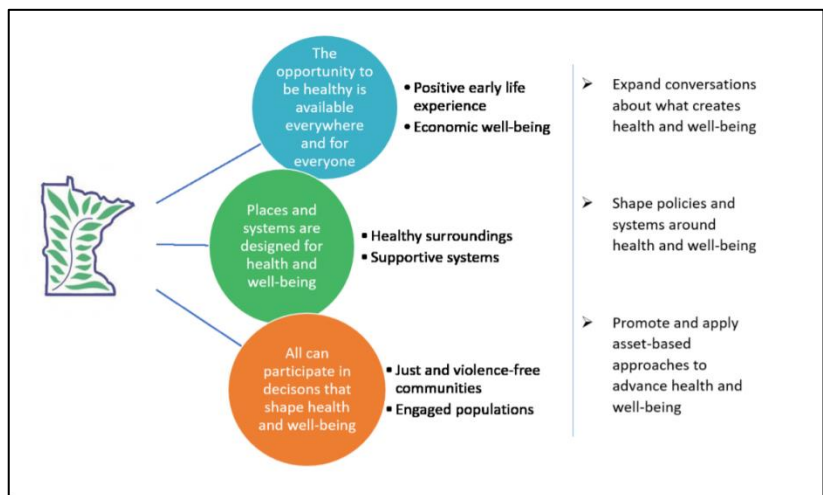 The
opportunity to
be healthy is
available
everywhere
and for
everyone
▪ Positive early life
experience
▪ Economic well-being
Places and
systems are
designed for
health and
well-being
▪ Healthy surroundings
▪ Supportive systems
All can
participate in
decisons that
shape health
and well-being
▪ Just and violence-free
communities
▪ Engaged populations
➢ Expand conversations
about what creates
health and well-being
➢ Shape policies and
systems around
health and well-being
➢ Promote and apply
asset-based
approaches to
advance health and
well-being